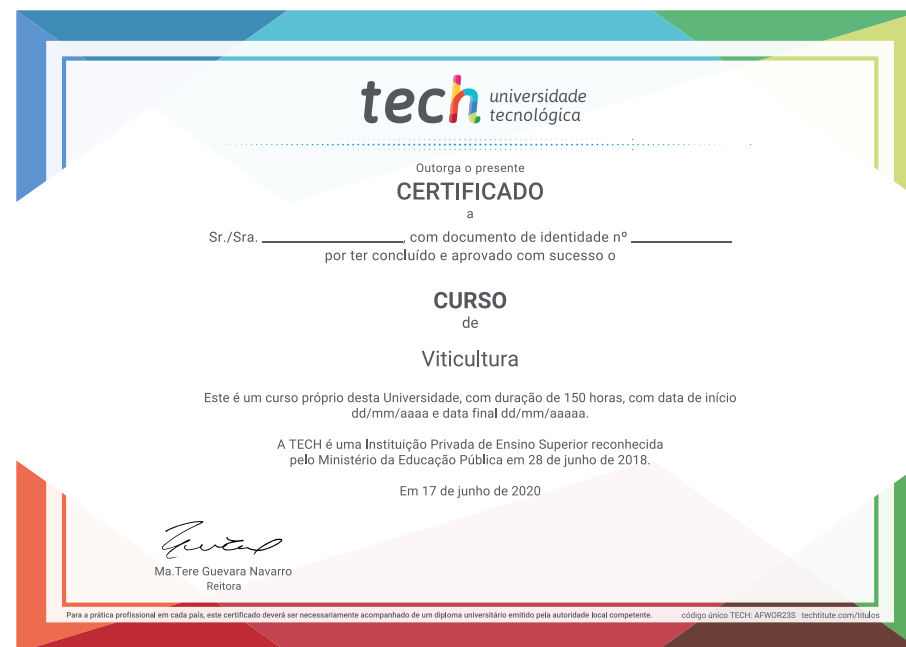 tech universidade
tecnológica
Outorga o presente
CERTIFICADO
a
Sr./Sra. ____________, com documento de identidade nº ____________
por ter concluído e aprovado com sucesso o
CURSO
de
Viticultura
Este é um curso próprio desta Universidade, com duração de 150 horas, com data de início
dd/mm/aaaa e data final dd/mm/aaaaa.
A TECH é uma Instituição Privada de Ensino Superior reconhecida
pelo Ministério da Educação Pública em 28 de junho de 2018.
Em 17 de junho de 2020
Ma.Tere Guevara Navarro
Reitora
Para a prática profissional em cada país, este certificado deverá ser necessariamente acompanhado de um diploma universitário emitido pela autoridade local competente. código único TECH: AFWOR23S techtitute.com/titulos